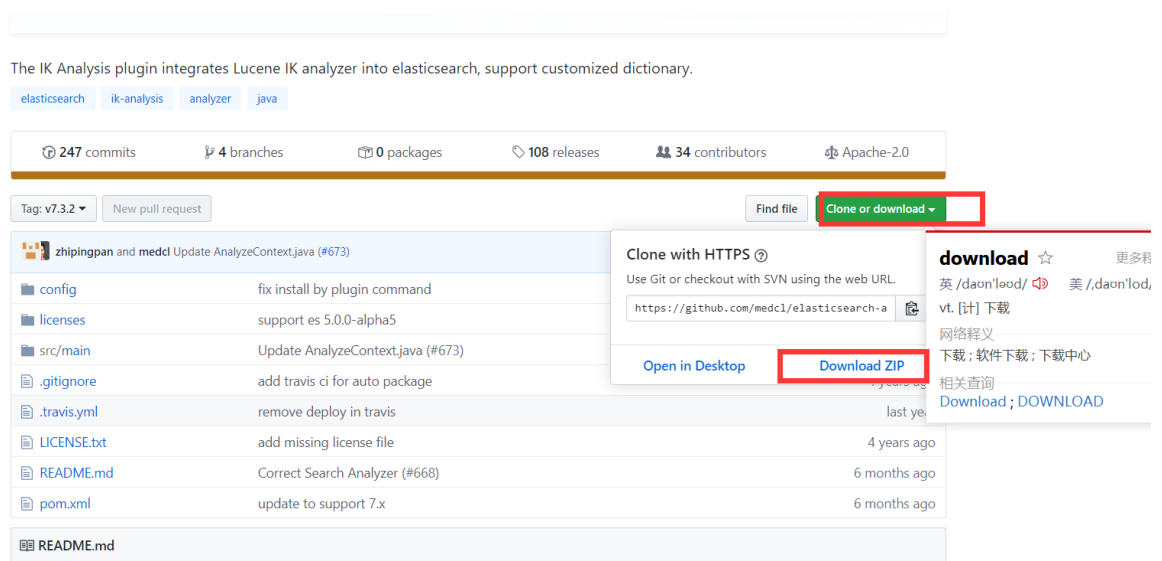 The IK Analysis plugin integrates Lucene IK analyzer into elasticsearch, support customized dictionary.
elasticsearch ik-analysis analyzer java
247 commits 4 branches 0 packages 108 releases 34 contributors Apache-2.0
Tag: v7.3.2 New pull request Find file Clone or download
zhipingpan and medcl Update AnalyzeContext.java (#673)
config fix install by plugin command
licenses support es 5.0.0-alpha5
src/main Update AnalyzeContext.java (#673)
.gitignore add travis ci for auto package
.travis.yml remove deploy in travis last
LICENSE.txt add missing license file 4 years ago
README.md Correct Search Analyzer (#668) 6 months ago
pom.xml update to support 7.x 6 months ago
README.md
Clone with HTTPS
Use Git or checkout with SVN using the web URL.
https://github.com/medcl/elasticsearch-a
Open in Desktop Download ZIP
download 更多释
英 /daʊn'ləʊd/ 美 /,daʊn'lod/
vt. [计] 下载
网络释义
下载 ; 软件下载 ; 下载中心
相关查询
Download ; DOWNLOAD